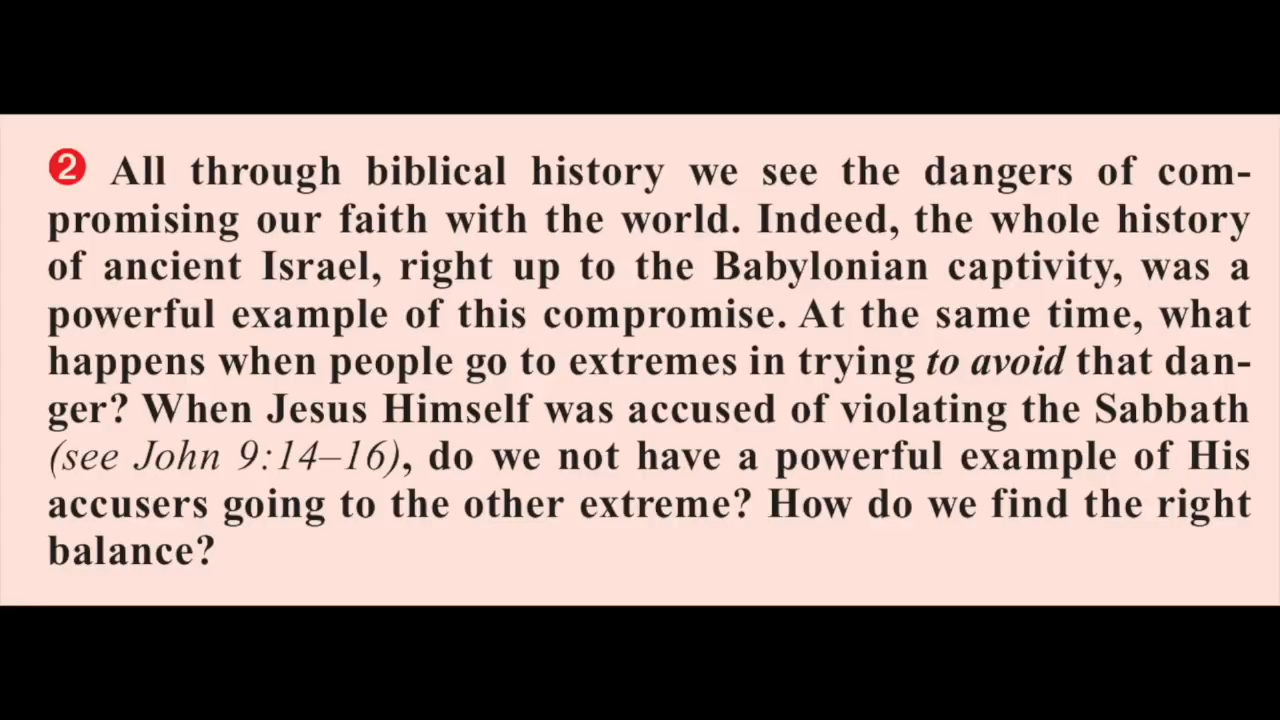 2 All through biblical history we see the dangers of com-
promising our faith with the world. Indeed, the whole history
of ancient Israel, right up to the Babylonian captivity, was a
powerful example of this compromise. At the same time, what
happens when people go to extremes in trying to avoid that dan-
ger? When Jesus Himself was accused of violating the Sabbath
(see John 9:14–16), do we not have a powerful example of His
accusers going to the other extreme? How do we find the right
balance?